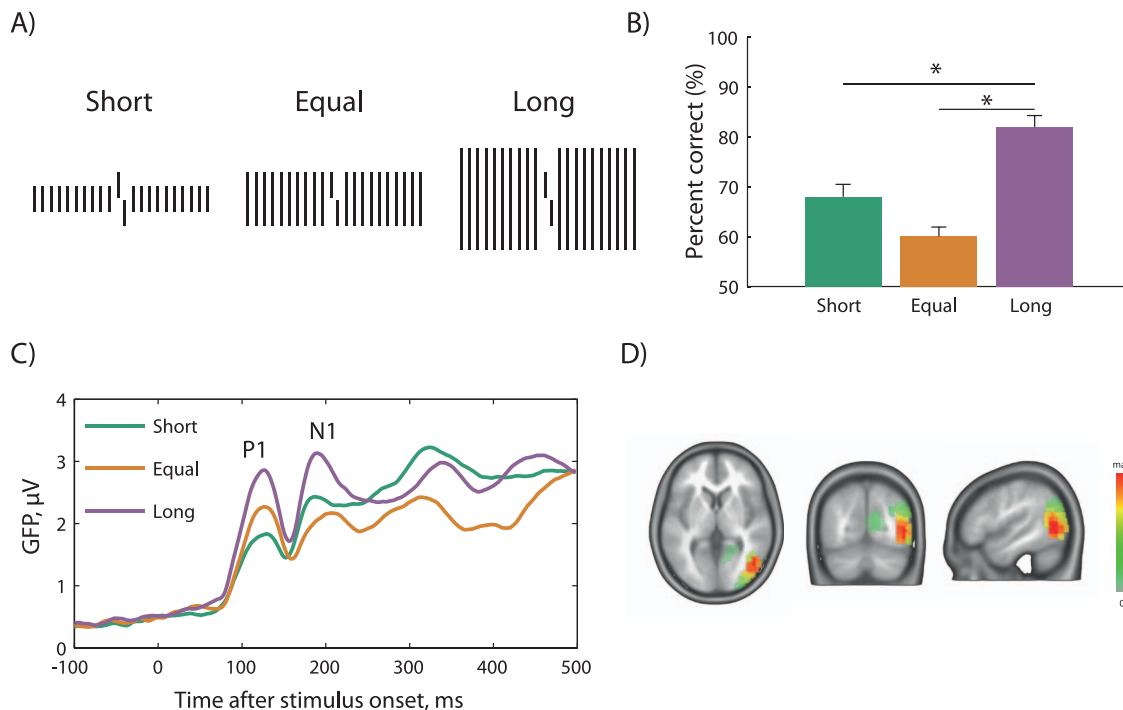 A)
Short Equal Long
B)
Percent correct (%)
100
90
80
70
60
50
*
*
Short Equal Long
C)
GFP, µV
4
3
2
1
0
Short
Equal
Long
P1
N1
-100 0 100 200 300 400 500
Time after stimulus onset, ms
D)